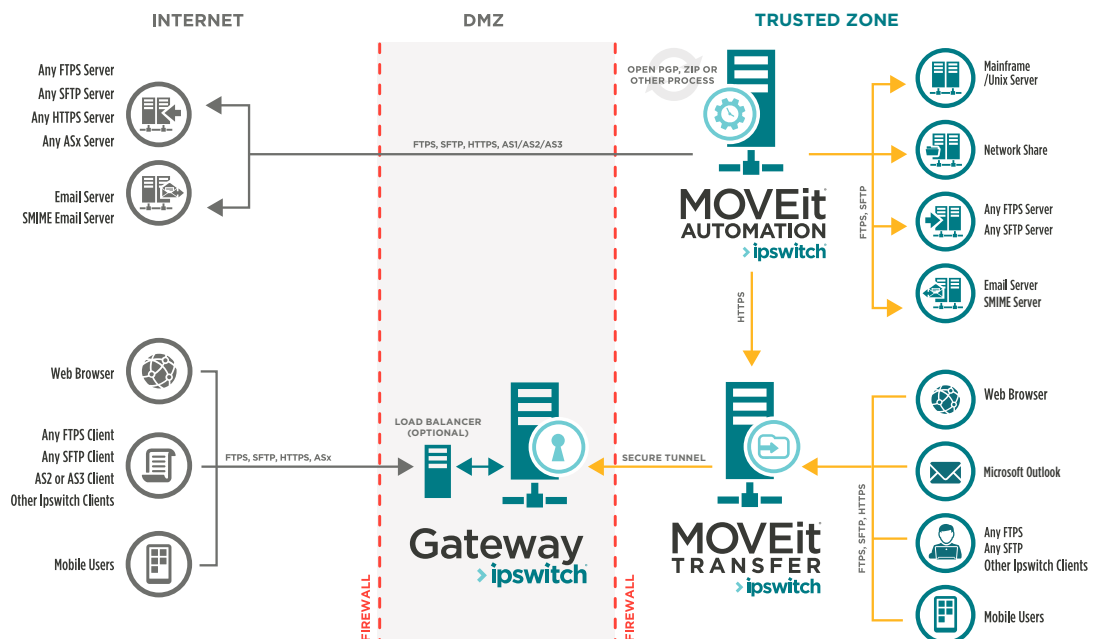 INTERNET
DMZ
TRUSTED ZONE
Any FTPS Server
Any SFTP Server
Any HTTPS Server
Any ASx Server
Email Server
SMIME Email Server
FTPS, SFTP, HTTPS, AS1/AS2/AS3
OPEN PGP, ZIP OR
OTHER PROCESS
MOVEit
AUTOMATION
ipswitch
FTPS, SFTP
Mainframe
/Unix Server
Network Share
Any FTPS Server
Any SFTP Server
Email Server
SMIME Server
HTTPS
Web Browser
Any FTPS Client
Any SFTP Client
AS2 or AS3 Client
Other Ipswitch Clients
Mobile Users
FTPS, SFTP, HTTPS, ASx
LOAD BALANCER
(OPTIONAL)
Gateway
ipswitch
SECURE TUNNEL
MOVEit
TRANSFER
ipswitch
FTPS, SFTP, HTTPS
Web Browser
Microsoft Outlook
Any FTPS
Any SFTP
Other Ipswitch Clients
Mobile Users
FIREWALL
FIREWALL